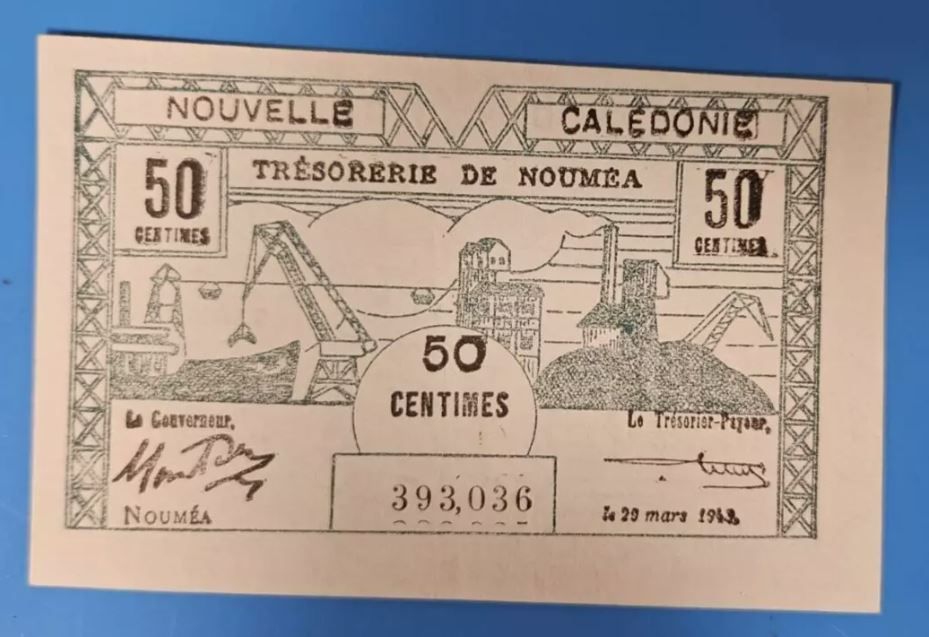 NOUVELLE CALÉDONIE
TRÉSORERIE DE NOUMÉA
50
CENTIMES
50
CENTIMES
50
CENTIMES
Le Gouverneur,
Le Trésorier-Payeur,
393,036
NOUMÉA
le 29 mars 1943.